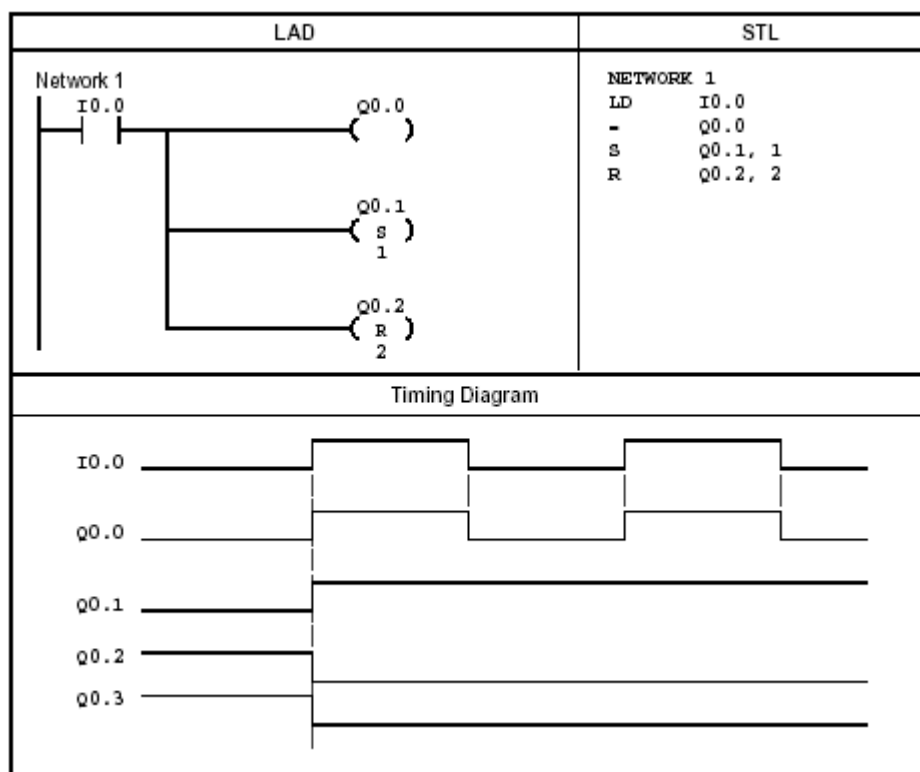 LAD
STL
Network 1
I0.0
Q0.0
( )
Q0.1
( S )
1
Q0.2
( R )
2
NETWORK 1
LD I0.0
= Q0.0
S Q0.1, 1
R Q0.2, 2
Timing Diagram
I0.0
Q0.0
Q0.1
Q0.2
Q0.3